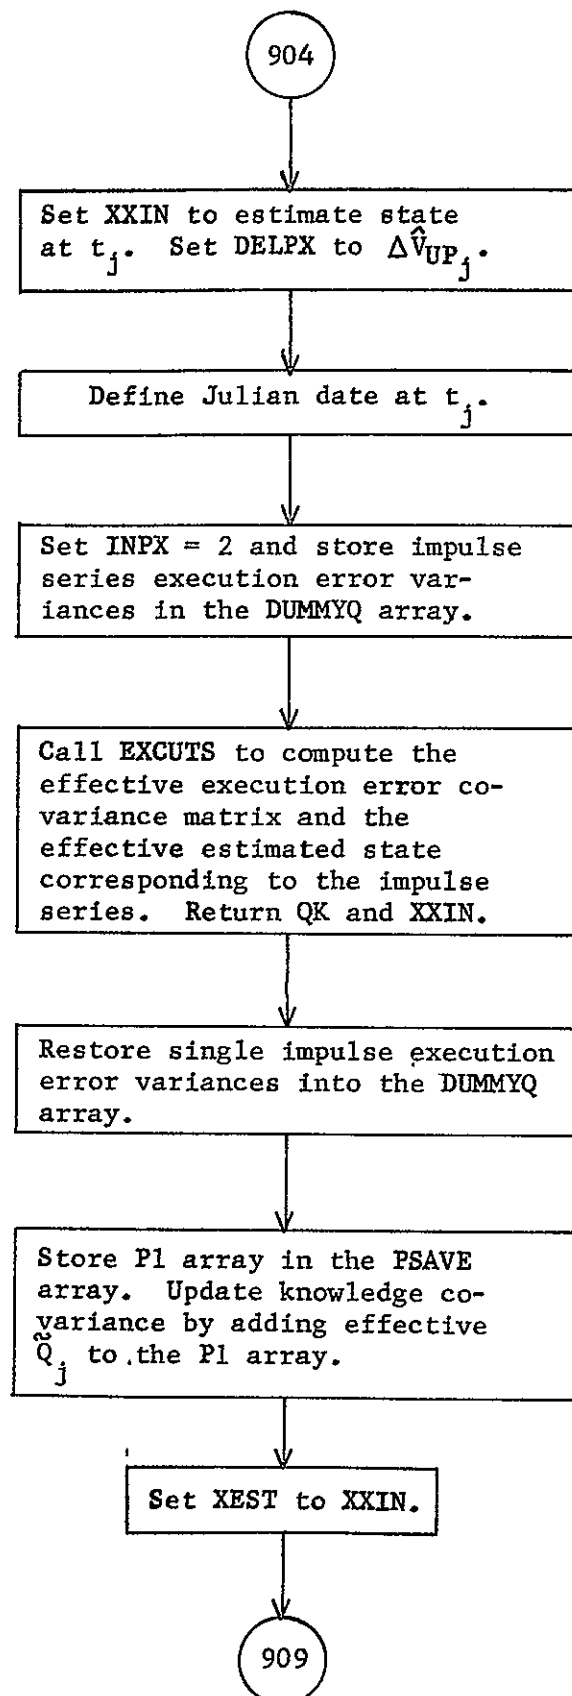 904
Set XXIN to estimate state
at t_j. Set DELPX to ΔV̂_UP_j.
Define Julian date at t_j.
Set INPX = 2 and store impulse
series execution error var-
iances in the DUMMYQ array.
Call EXCUTS to compute the
effective execution error co-
variance matrix and the
effective estimated state
corresponding to the impulse
series. Return QK and XXIN.
Restore single impulse execution
error variances into the DUMMYQ
array.
Store P1 array in the PSAVE
array. Update knowledge co-
variance by adding effective
Q̃_j to the P1 array.
Set XEST to XXIN.
909